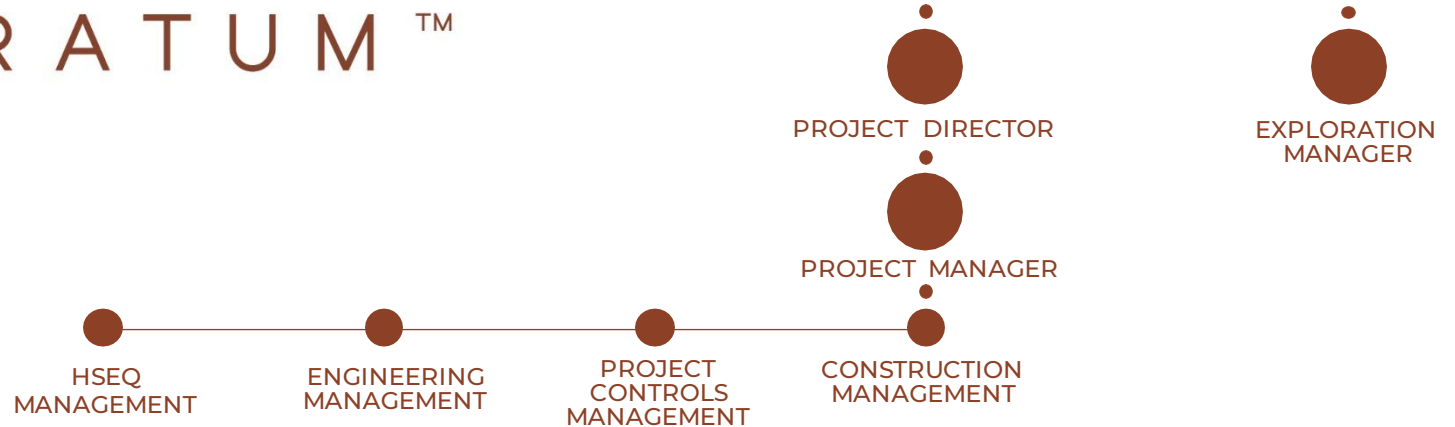 RATUM™
PROJECT DIRECTOR
EXPLORATION
MANAGER
PROJECT MANAGER
HSEQ
MANAGEMENT
ENGINEERING
MANAGEMENT
PROJECT
CONTROLS
MANAGEMENT
CONSTRUCTION
MANAGEMENT